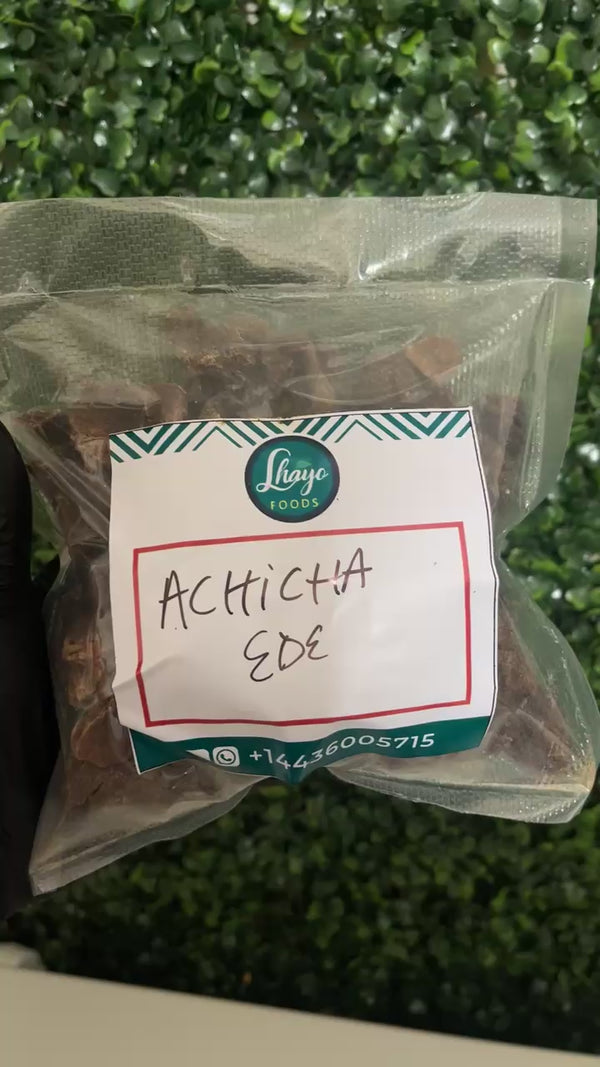 Lhayo
FOODS
ACHiCHA
EDE
+14436005715